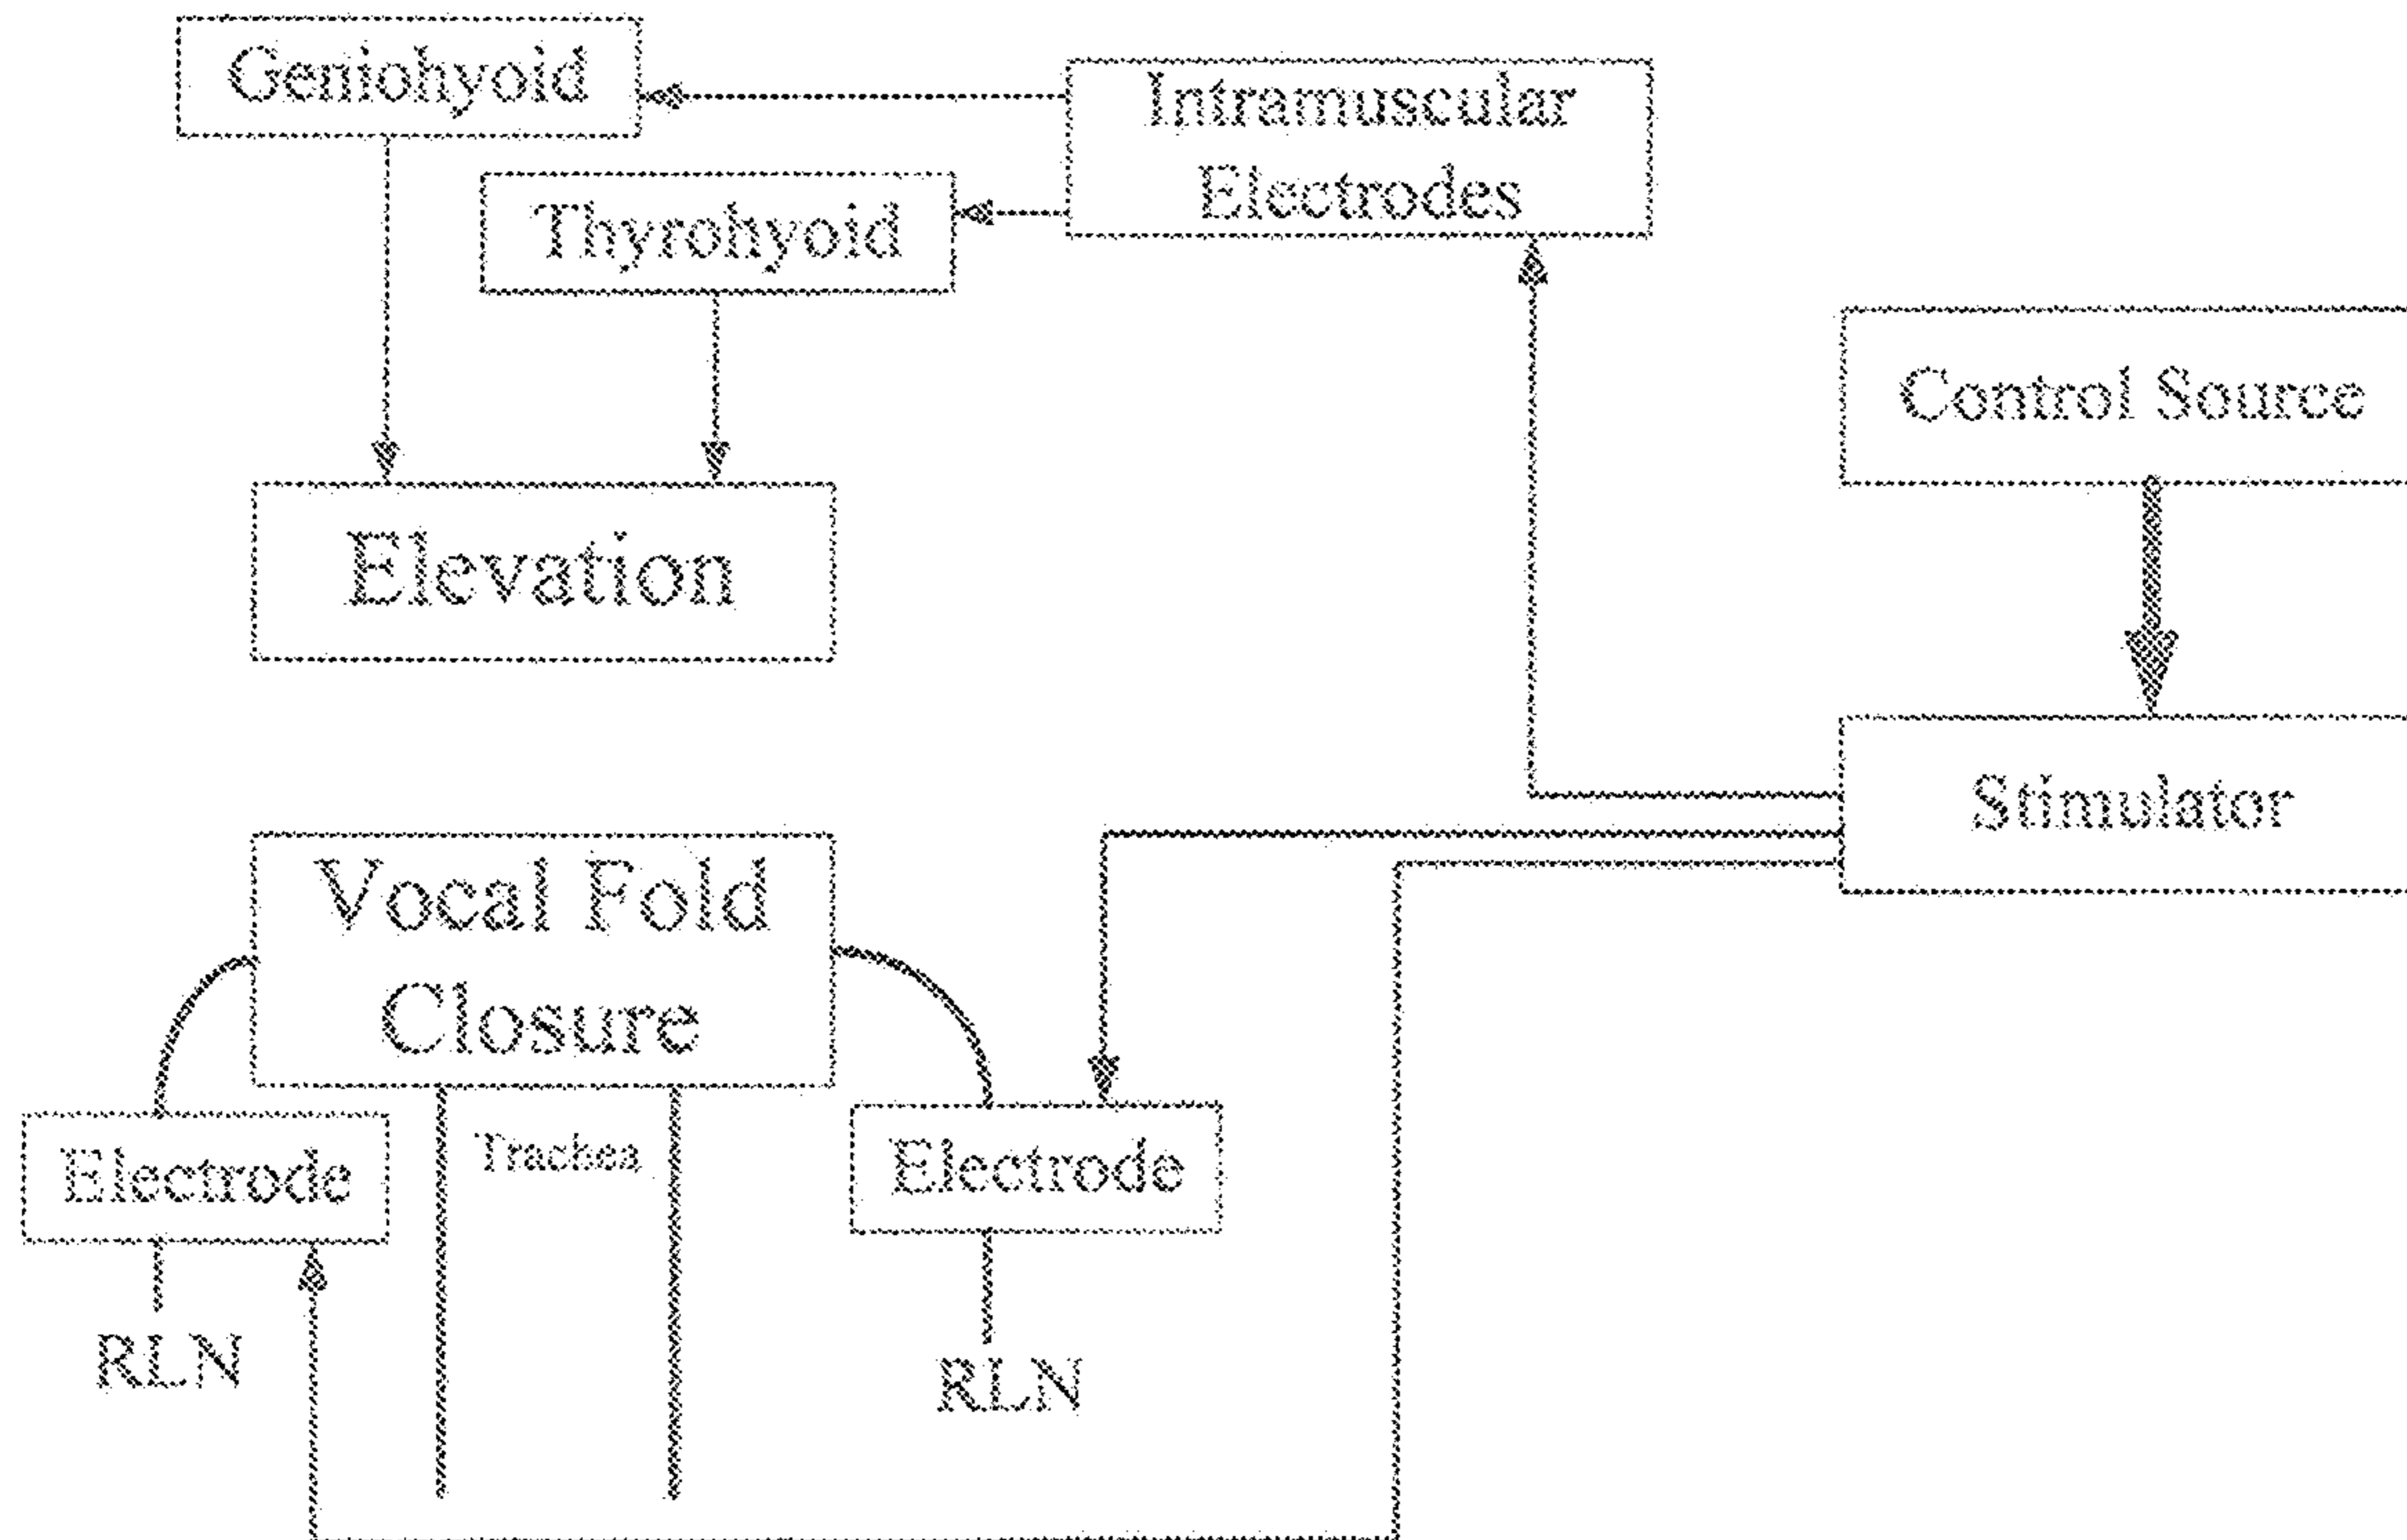 Geniohyoid
Intramuscular
Electrodes
Thyrohyoid
Control Source
Elevation
Stimulator
Vocal Fold
Closure
Trachea
Electrode
Electrode
RLN
RLN